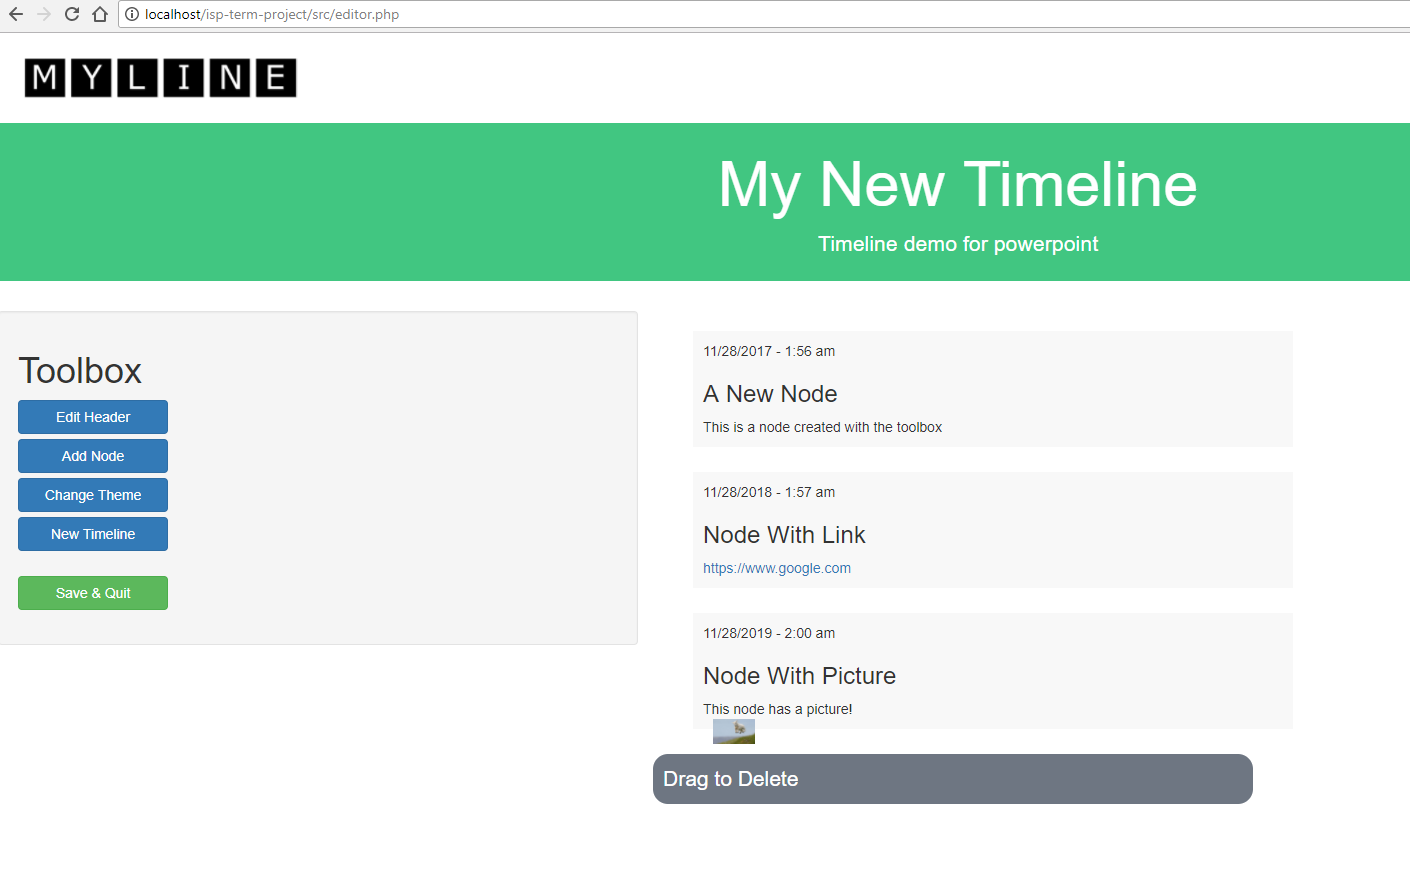 localhost/isp-term-project/src/editor.php
MYLINE
My New Timeline
Timeline demo for powerpoint
Toolbox
Edit Header
Add Node
Change Theme
New Timeline
Save & Quit
11/28/2017 - 1:56 am
A New Node
This is a node created with the toolbox
11/28/2018 - 1:57 am
Node With Link
https://www.google.com
11/28/2019 - 2:00 am
Node With Picture
This node has a picture!
Drag to Delete